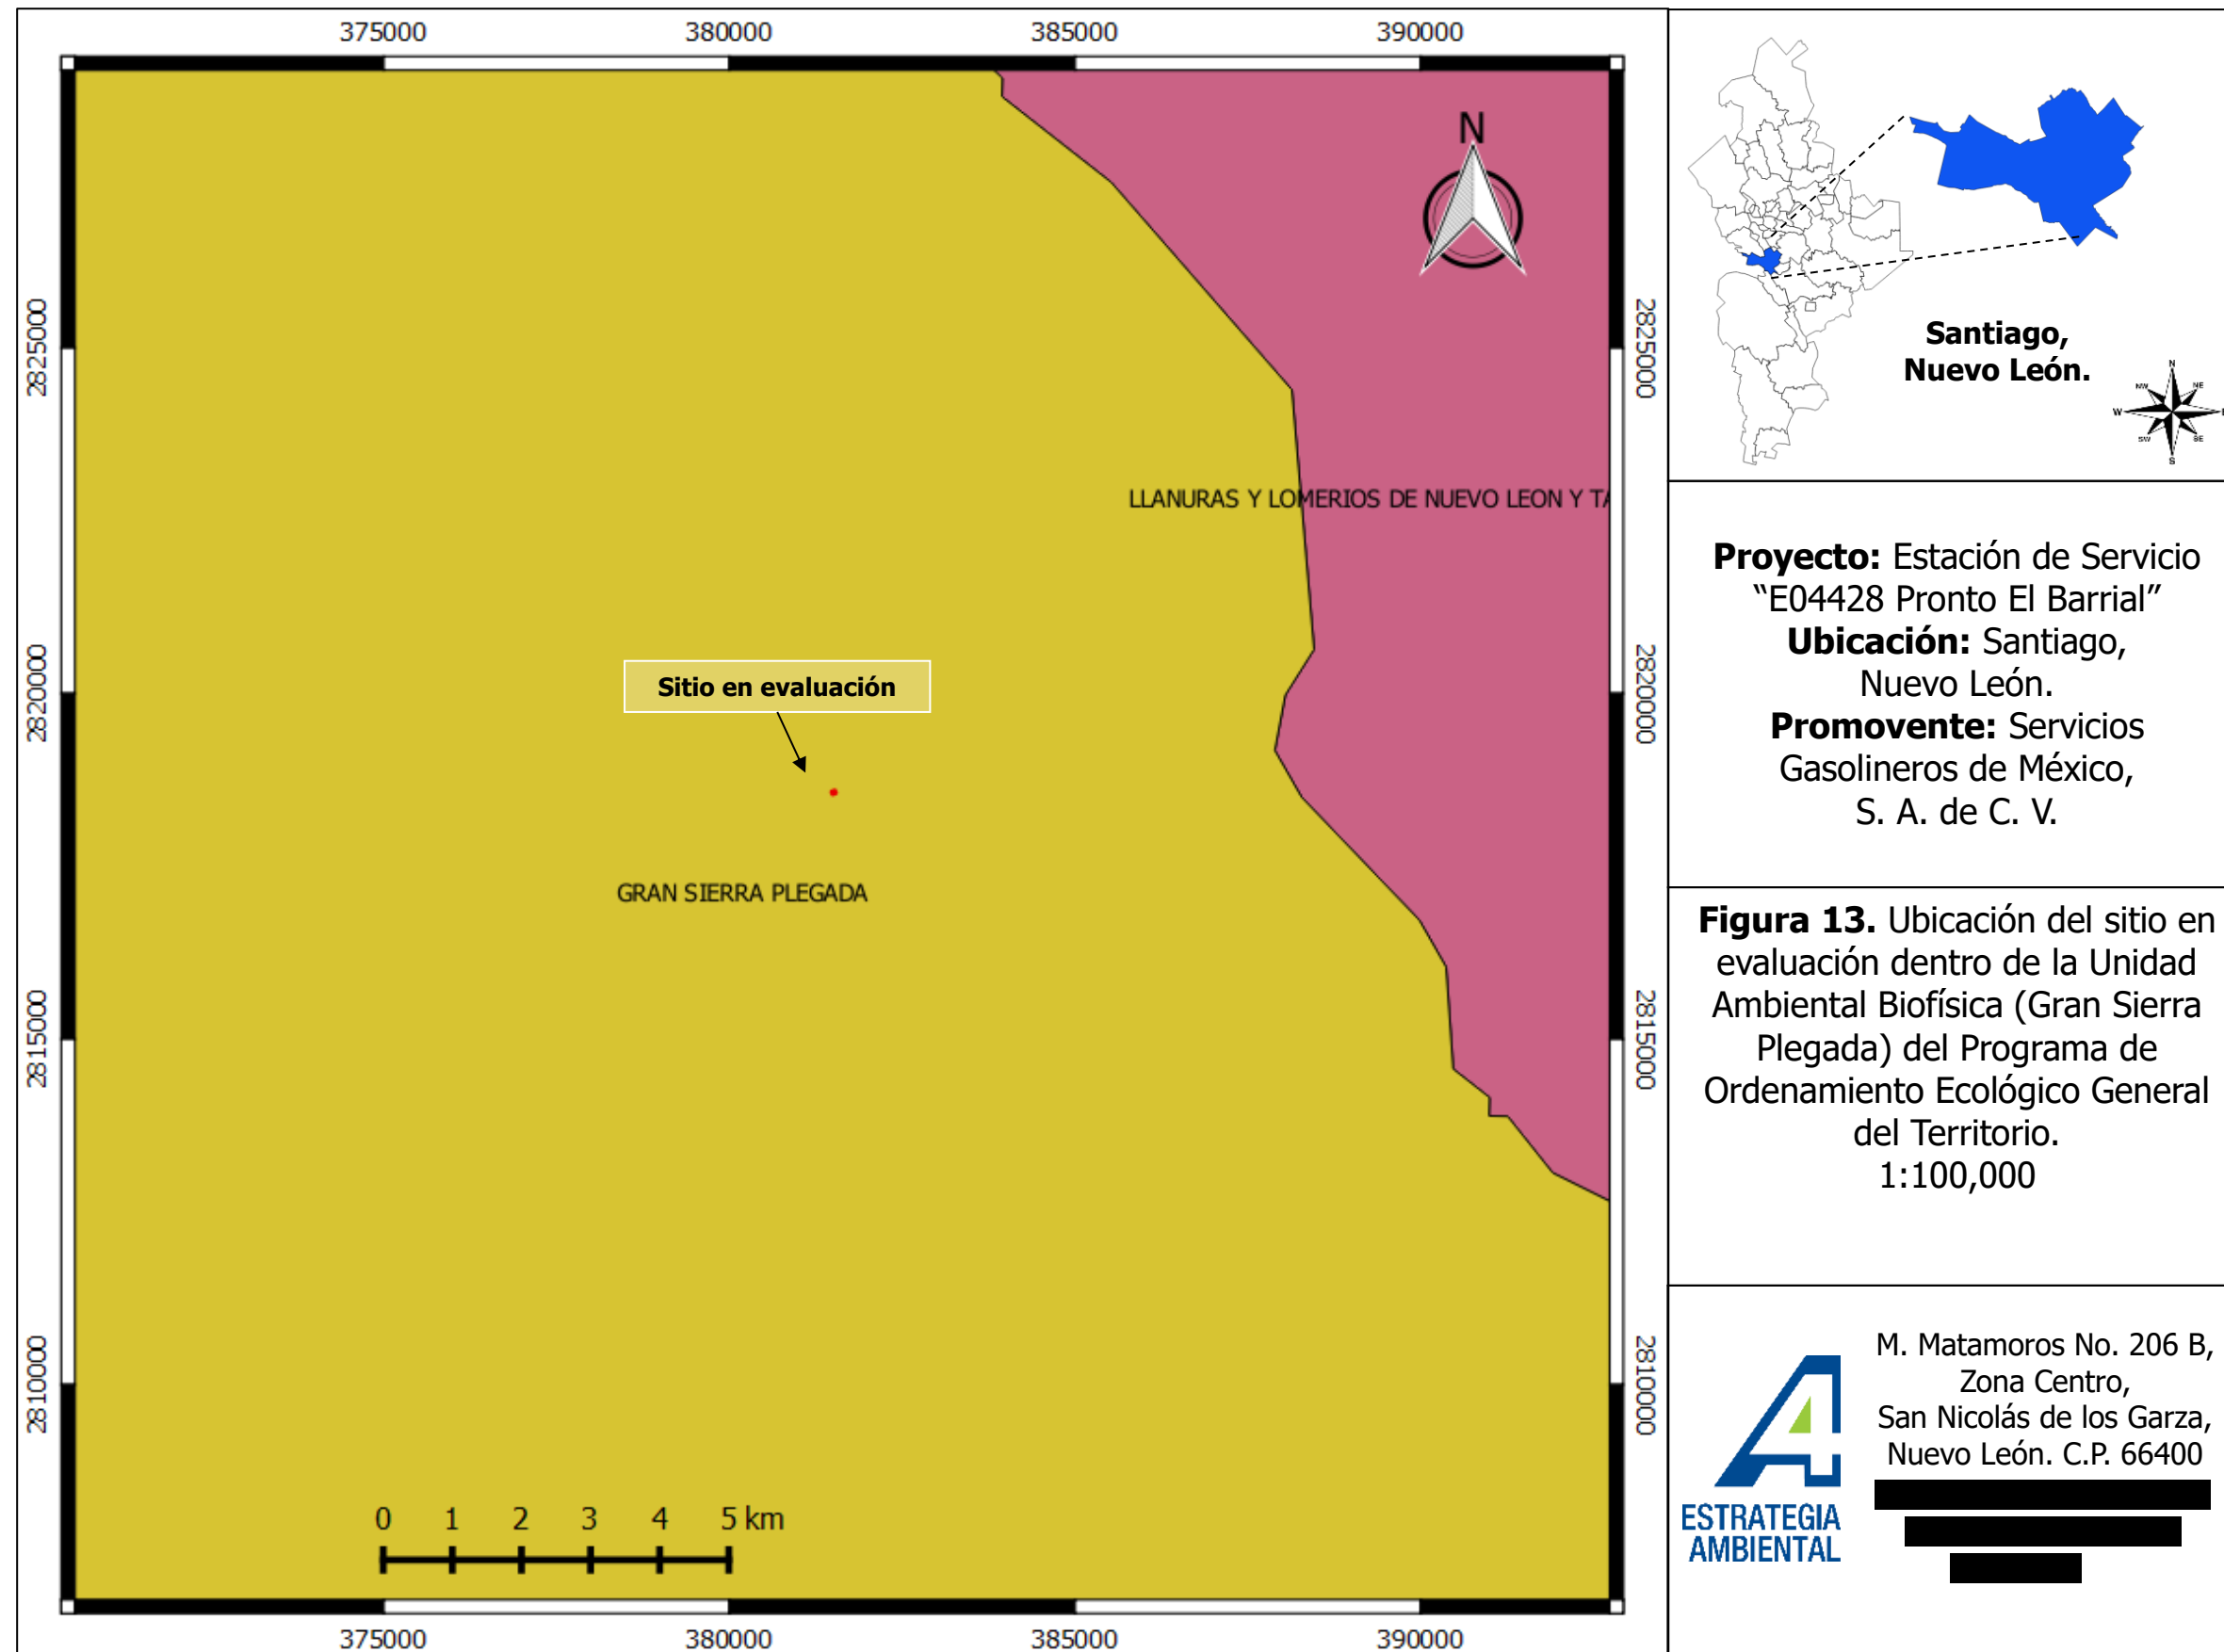 375000 380000 385000 390000
2825000
2820000
2815000
2810000
N
LLANURAS Y LOMERIOS DE NUEVO LEON Y TA
Sitio en evaluación
GRAN SIERRA PLEGADA
0 1 2 3 4 5 km
2825000
2820000
2815000
2810000
375000 380000 385000 390000
Santiago,
Nuevo León.
N
NW NE
W E
SW SE
S
Proyecto: Estación de Servicio
“E04428 Pronto El Barrial”
Ubicación: Santiago,
Nuevo León.
Promovente: Servicios
Gasolineros de México,
S. A. de C. V.
Figura 13. Ubicación del sitio en
evaluación dentro de la Unidad
Ambiental Biofísica (Gran Sierra
Plegada) del Programa de
Ordenamiento Ecológico General
del Territorio.
1:100,000
ESTRATEGIA
AMBIENTAL
M. Matamoros No. 206 B,
Zona Centro,
San Nicolás de los Garza,
Nuevo León. C.P. 66400